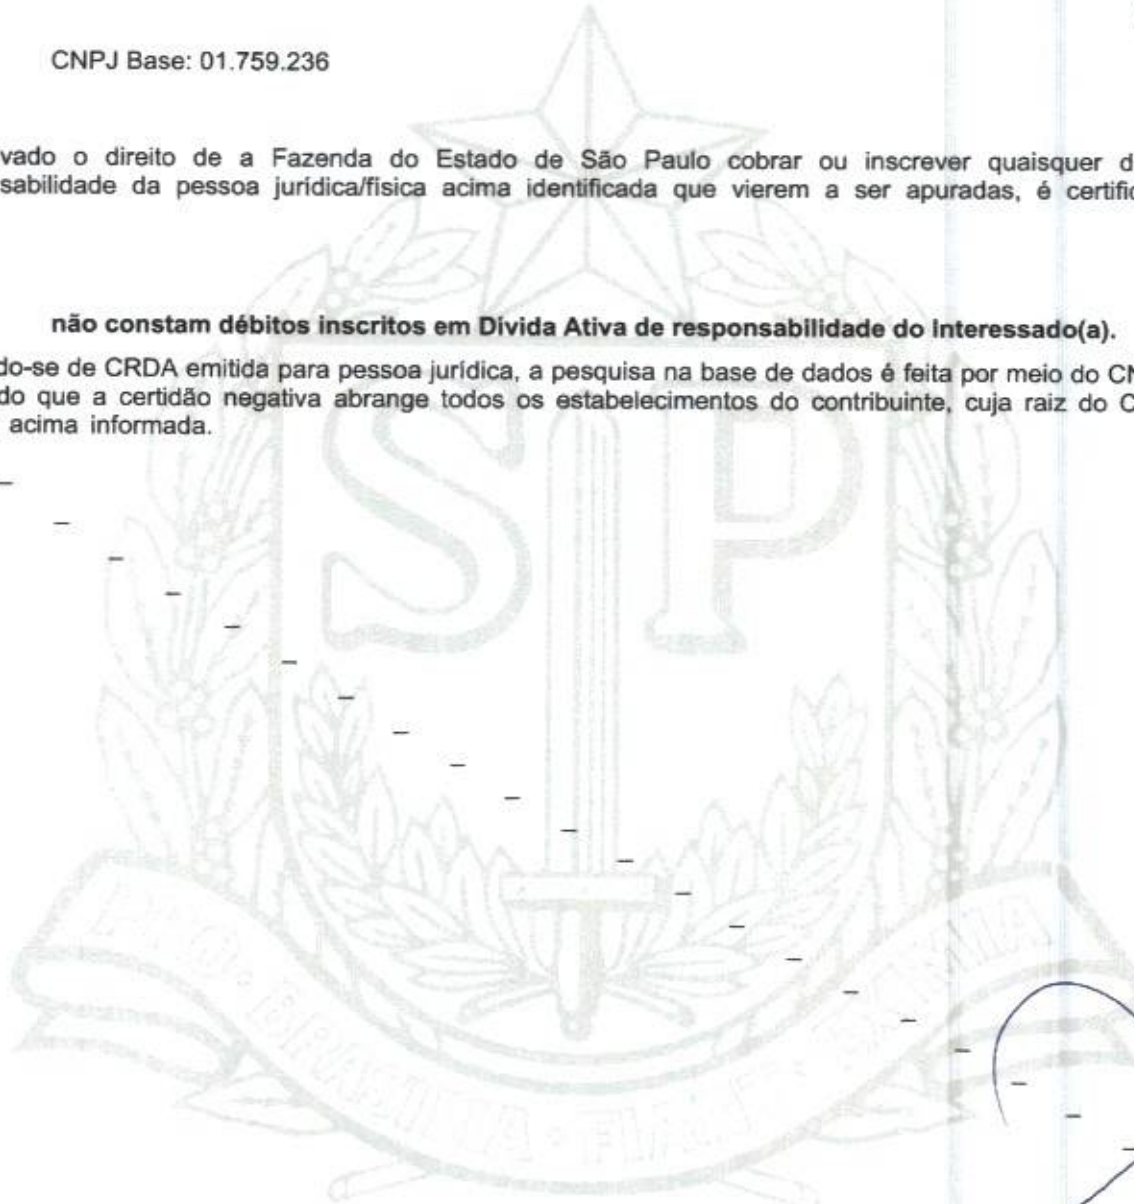 CNPJ Base: 01.759.236
vado o direito de a Fazenda do Estado de São Paulo cobrar ou inscrever quaisquer d
sabilidade da pessoa jurídica/física acima identificada que vierem a ser apuradas, é certific
não constam débitos inscritos em Dívida Ativa de responsabilidade do Interessado(a).
do-se de CRDA emitida para pessoa jurídica, a pesquisa na base de dados é feita por meio do CN
do que a certidão negativa abrange todos os estabelecimentos do contribuinte, cuja raiz do C
acima informada.
SP